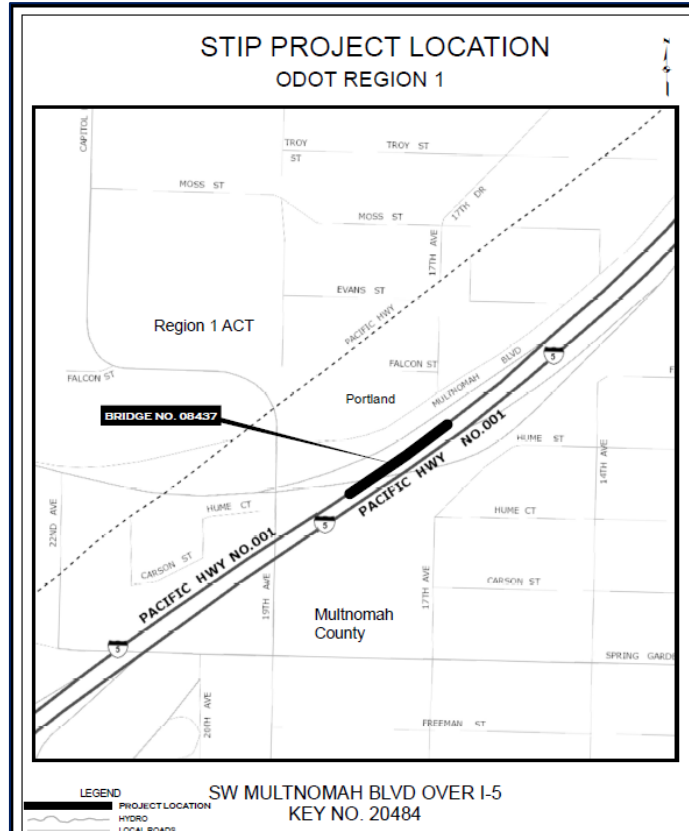 STIP PROJECT LOCATION
ODOT REGION 1
N
CAPITOL
TROY ST
TROY ST
MOSS ST
MOSS ST
17TH DR
17TH AVE
EVANS ST
PACIFIC HWY
Region 1 ACT
FALCON ST
FALCON ST
MULTNOMAH BLVD
5
Portland
BRIDGE NO. 08437
HUME ST
14TH AVE
PACIFIC HWY NO.001
22ND AVE
HUME CT
5
HUME CT
CARSON ST
PACIFIC HWY NO.001
19TH AVE
17TH AVE
CARSON ST
Multnomah
County
5
SPRING GARDE
20TH AVE
FREEMAN ST
LEGEND
PROJECT LOCATION
HYDRO
LOCAL ROADS
SW MULTNOMAH BLVD OVER I-5
KEY NO. 20484